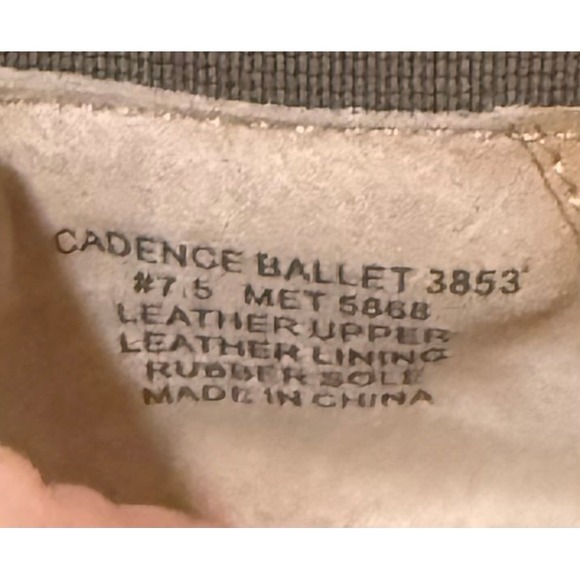 CADENCE BALLET 3853
#7.5 MET 5868
LEATHER UPPER
LEATHER LINING
RUBBER SOLE
MADE IN CHINA